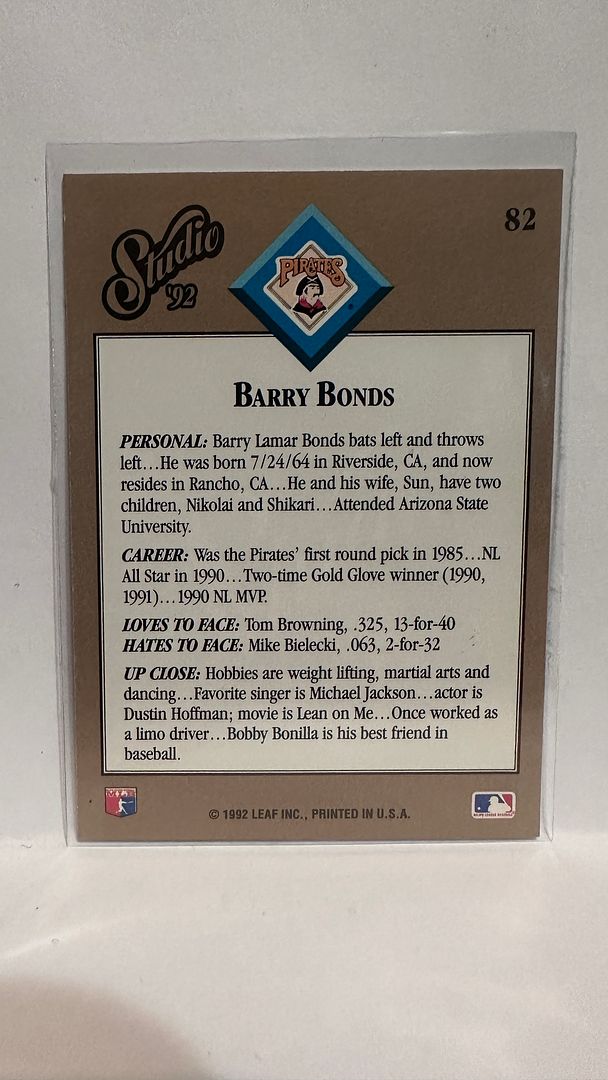 Studio
'92
82
PIRATES
BARRY BONDS
PERSONAL: Barry Lamar Bonds bats left and throws
left...He was born 7/24/64 in Riverside, CA, and now
resides in Rancho, CA...He and his wife, Sun, have two
children, Nikolai and Shikari...Attended Arizona State
University.
CAREER: Was the Pirates' first round pick in 1985...NL
All Star in 1990...Two-time Gold Glove winner (1990,
1991)...1990 NL MVP.
LOVES TO FACE: Tom Browning, .325, 13-for-40
HATES TO FACE: Mike Bielecki, .063, 2-for-32
UP CLOSE: Hobbies are weight lifting, martial arts and
dancing...Favorite singer is Michael Jackson...actor is
Dustin Hoffman; movie is Lean on Me...Once worked as
a limo driver...Bobby Bonilla is his best friend in
baseball.
© 1992 LEAF INC., PRINTED IN U.S.A.